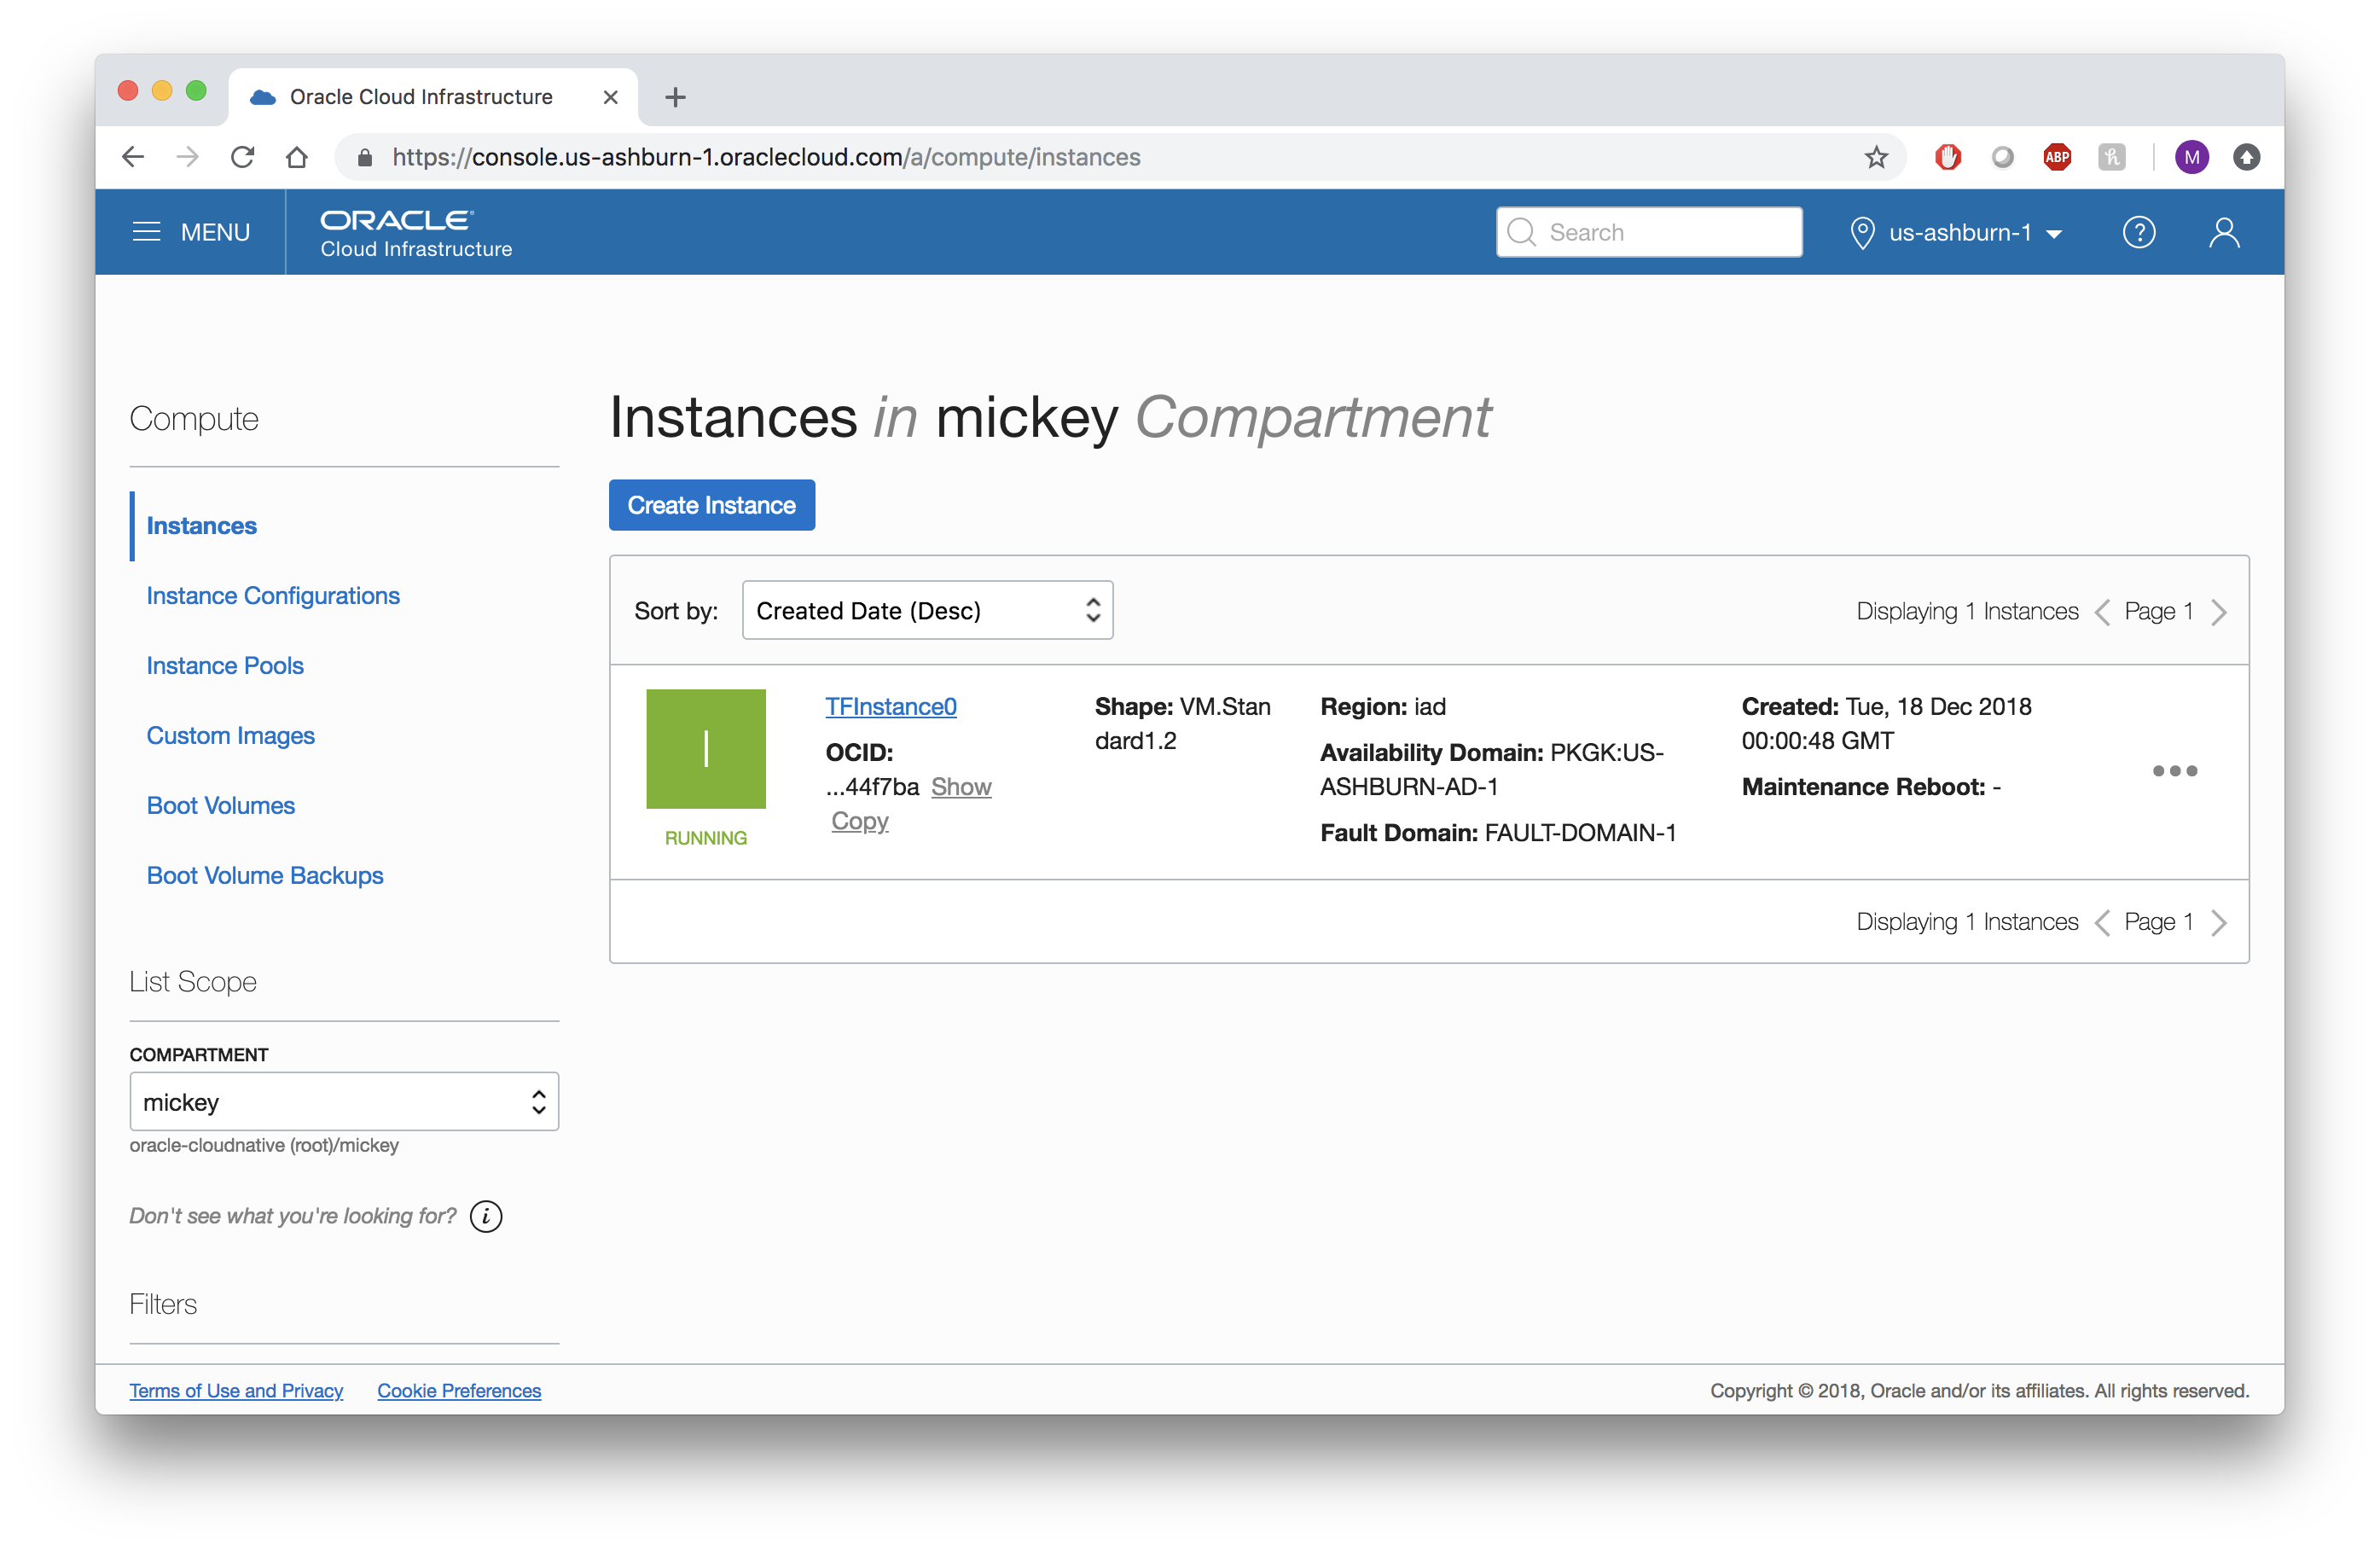 Oracle Cloud Infrastructure
https://console.us-ashburn-1.oraclecloud.com/a/compute/instances
ABP
h
M
MENU
ORACLE
Cloud Infrastructure
Search
us-ashburn-1
?
Compute
Instances
Instance Configurations
Instance Pools
Custom Images
Boot Volumes
Boot Volume Backups
List Scope
COMPARTMENT
mickey
oracle-cloudnative (root)/mickey
Don't see what you're looking for? i
Filters
Instances in mickey Compartment
Create Instance
Sort by: Created Date (Desc)
Displaying 1 Instances < Page 1 >
I
RUNNING
TFInstance0
OCID:
...44f7ba Show
Copy
Shape: VM.Stan
dard1.2
Region: iad
Availability Domain: PKGK:US-
ASHBURN-AD-1
Fault Domain: FAULT-DOMAIN-1
Created: Tue, 18 Dec 2018
00:00:48 GMT
Maintenance Reboot: -
Displaying 1 Instances < Page 1 >
Terms of Use and Privacy Cookie Preferences
Copyright © 2018, Oracle and/or its affiliates. All rights reserved.